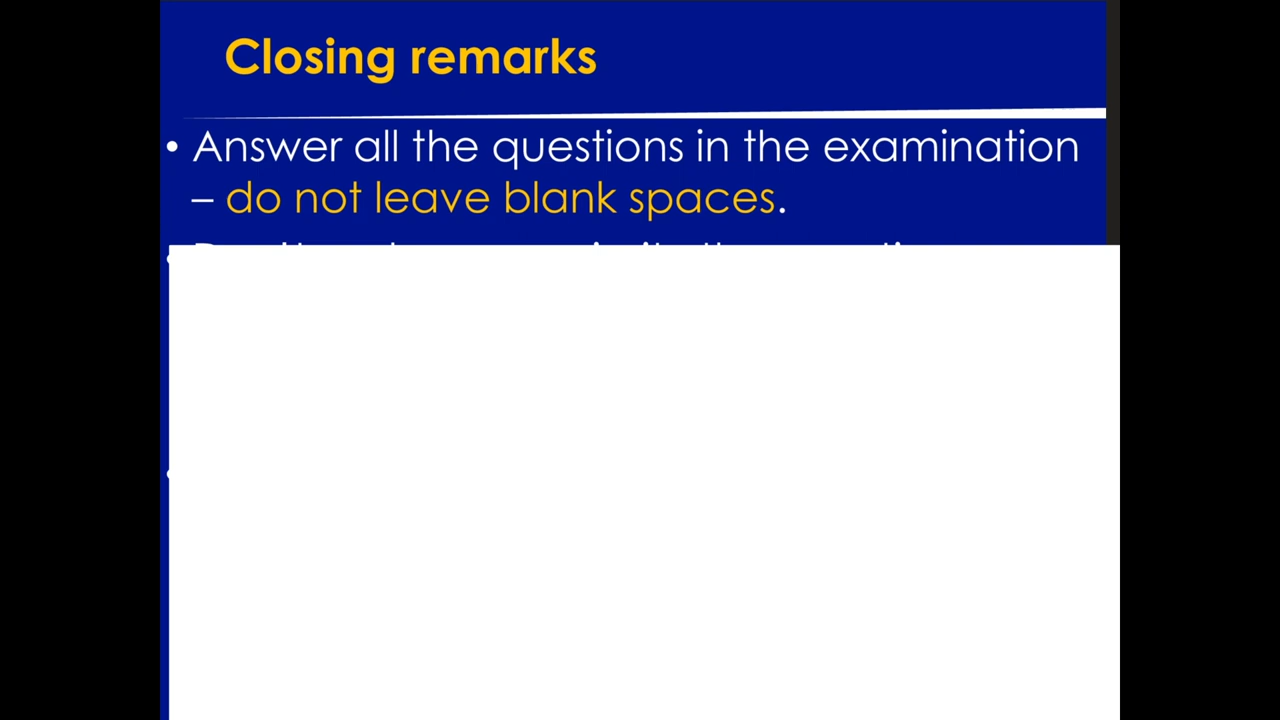 Closing remarks
• Answer all the questions in the examination
– do not leave blank spaces.